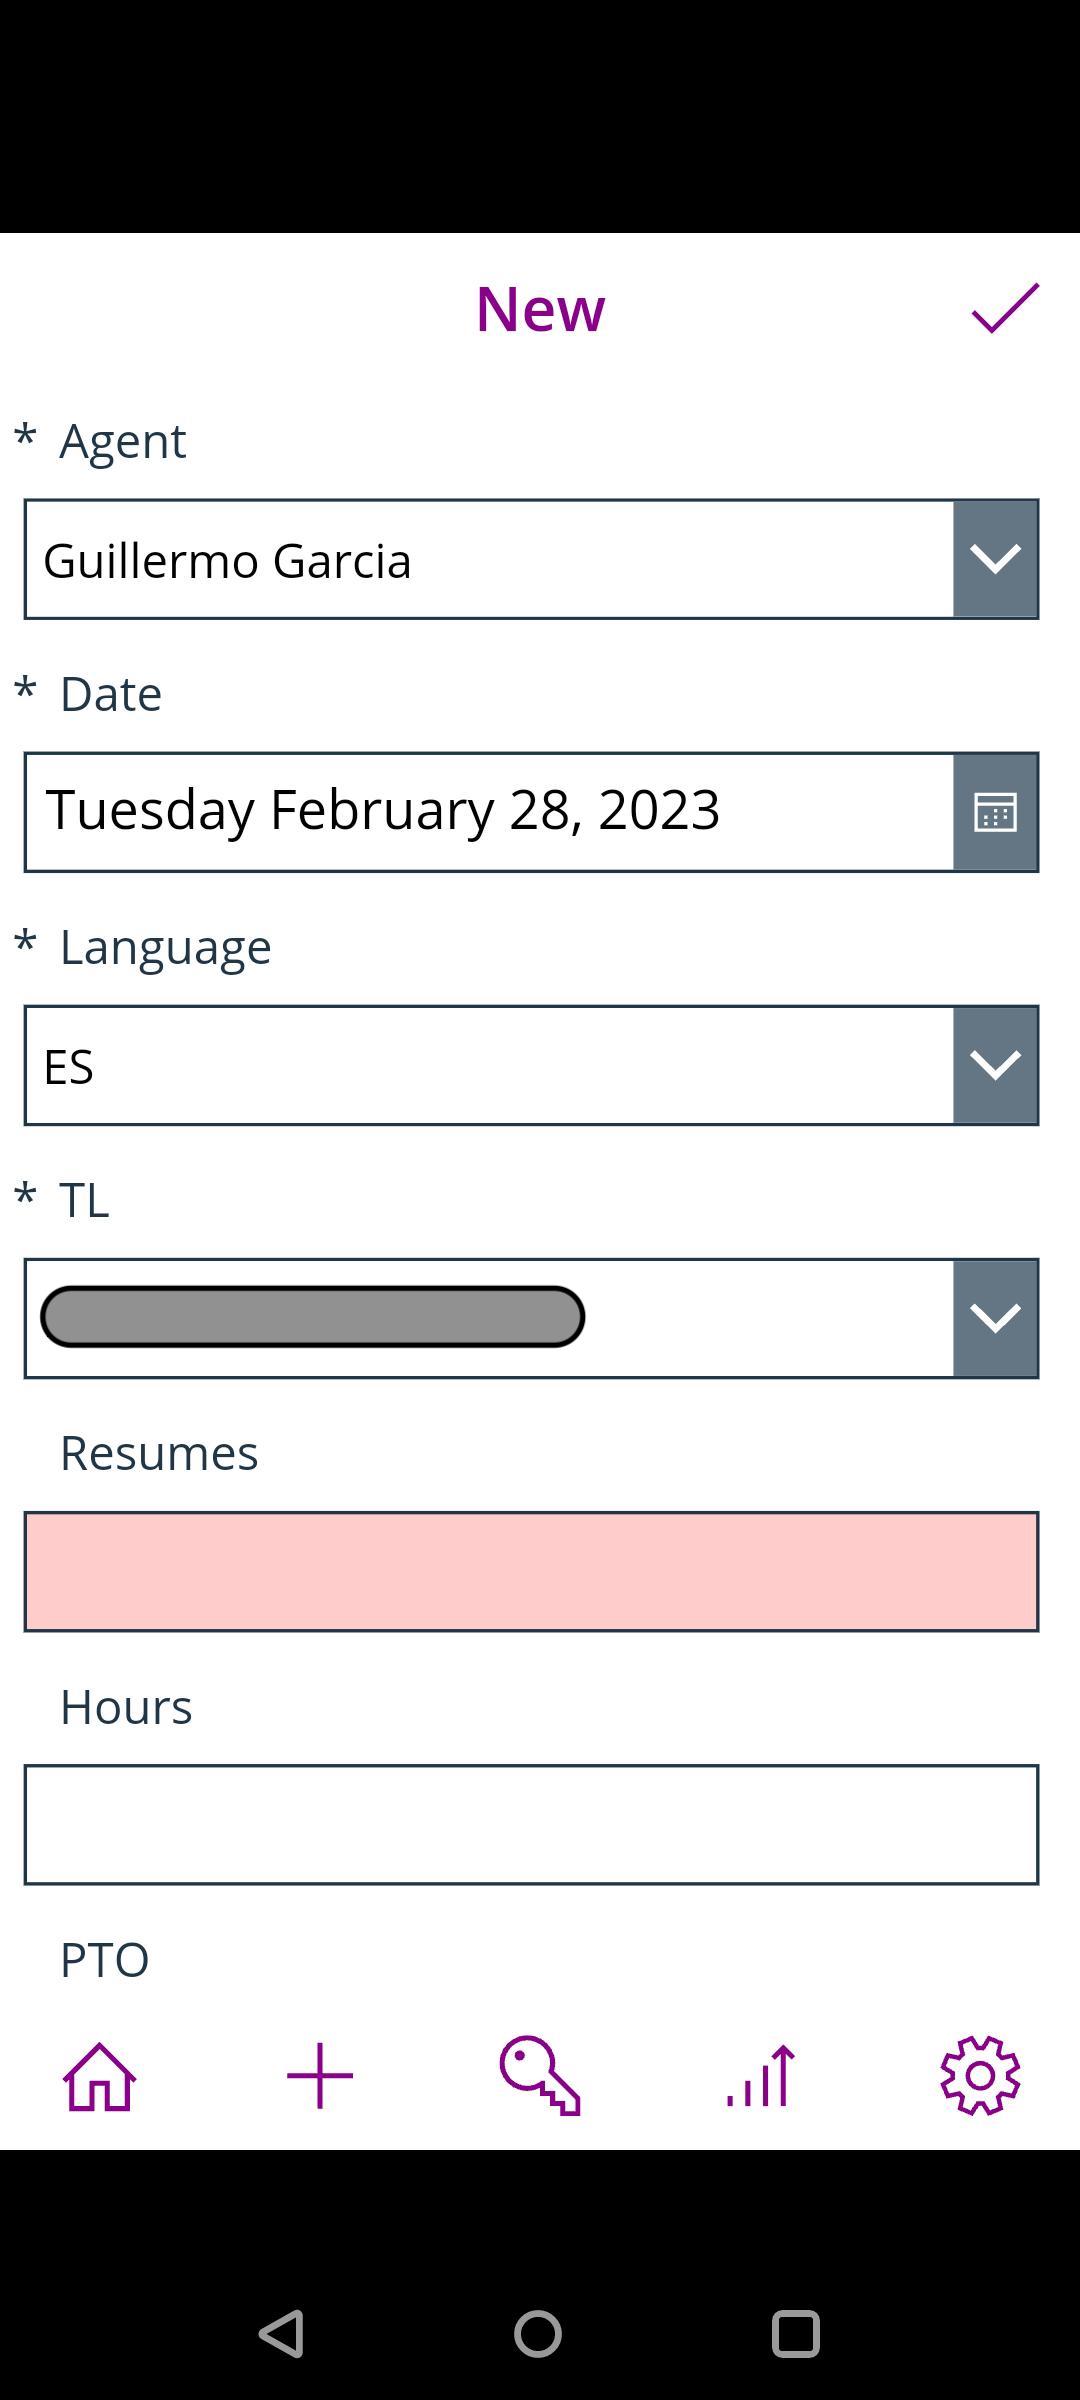 New
* Agent
Guillermo Garcia
* Date
Tuesday February 28, 2023
* Language
ES
* TL
Resumes
Hours
PTO